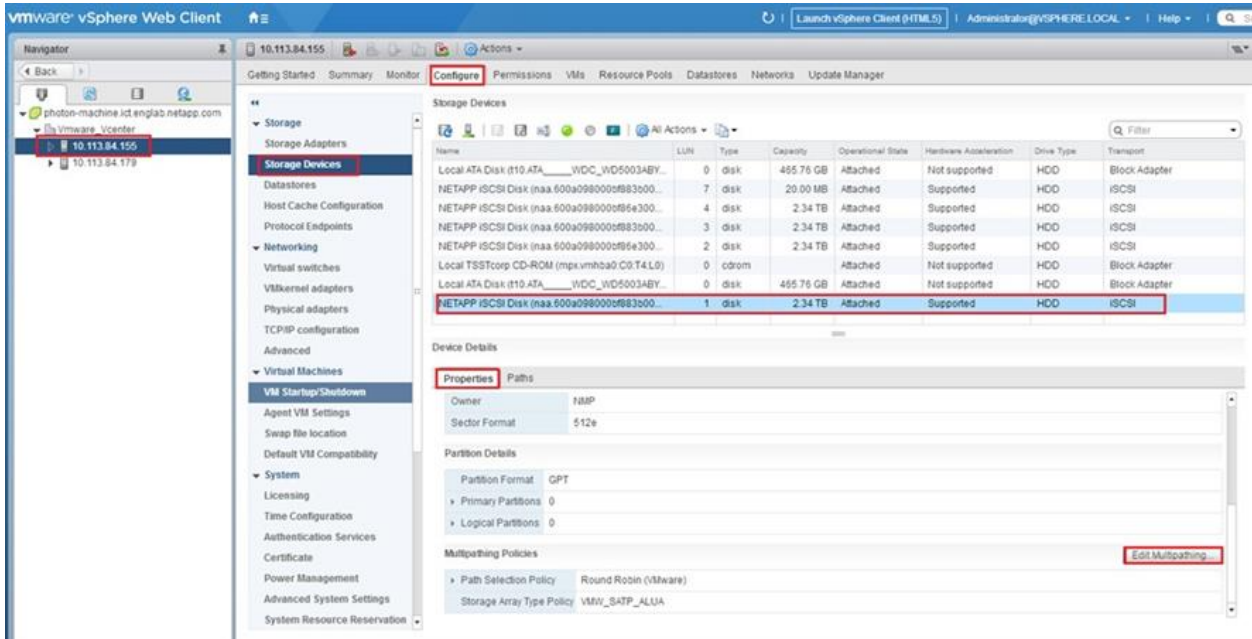 vmware® vSphere Web Client
Launch vSphere Client (HTML5) | Administrator@VSPHERE.LOCAL | Help
Navigator
Back
photon-machine.ict.englab.netapp.com
Vmware_Vcenter
10.113.84.155
10.113.84.179
10.113.84.155 Actions
Getting Started Summary Monitor Configure Permissions VMs Resource Pools Datastores Networks Update Manager
Storage
Storage Adapters
Storage Devices
Datastores
Host Cache Configuration
Protocol Endpoints
Networking
Virtual switches
VMkernel adapters
Physical adapters
TCP/IP configuration
Advanced
Virtual Machines
VM Startup/Shutdown
Agent VM Settings
Swap file location
Default VM Compatibility
System
Licensing
Time Configuration
Authentication Services
Certificate
Power Management
Advanced System Settings
System Resource Reservation
Storage Devices
All Actions
Filter
Name LUN Type Capacity Operational State Hardware Acceleration Drive Type Transport
Local ATA Disk (t10.ATA_____WDC_WD5003ABY... 0 disk 465.76 GB Attached Not supported HDD Block Adapter
NETAPP iSCSI Disk (naa.600a098000bf883b00... 7 disk 20.00 MB Attached Supported HDD iSCSI
NETAPP iSCSI Disk (naa.600a098000bf86e300... 4 disk 2.34 TB Attached Supported HDD iSCSI
NETAPP iSCSI Disk (naa.600a098000bf883b00... 3 disk 2.34 TB Attached Supported HDD iSCSI
NETAPP iSCSI Disk (naa.600a098000bf86e300... 2 disk 2.34 TB Attached Supported HDD iSCSI
Local TSSTcorp CD-ROM (mpx.vmhba0:C0:T4:L0) 0 cdrom Attached Not supported HDD Block Adapter
Local ATA Disk (t10.ATA_____WDC_WD5003ABY... 0 disk 465.76 GB Attached Not supported HDD Block Adapter
NETAPP iSCSI Disk (naa.600a098000bf883b00... 1 disk 2.34 TB Attached Supported HDD iSCSI
Device Details
Properties Paths
Owner NMP
Sector Format 512e
Partition Details
Partition Format GPT
Primary Partitions 0
Logical Partitions 0
Multipathing Policies
Edit Multipathing...
Path Selection Policy Round Robin (VMware)
Storage Array Type Policy VMW_SATP_ALUA